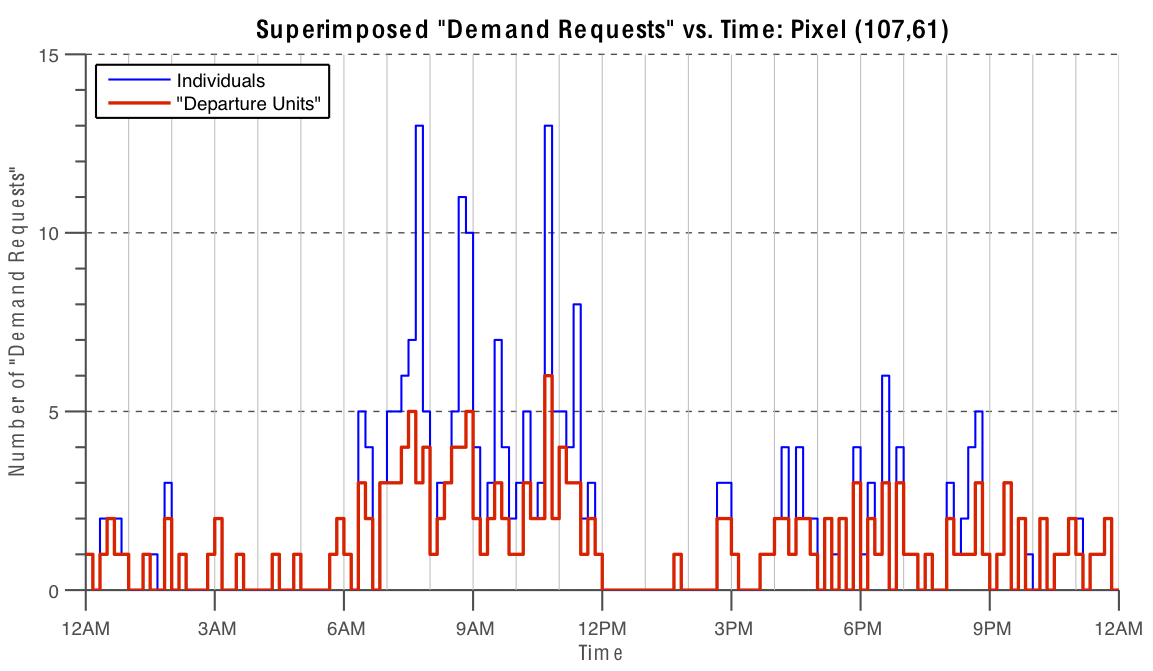 Superimposed "Demand Requests" vs. Time: Pixel (107,61)
Individuals
"Departure Units"
Number of "Demand Requests"
15
10
5
0
12AM 3AM 6AM 9AM 12PM 3PM 6PM 9PM 12AM
Time